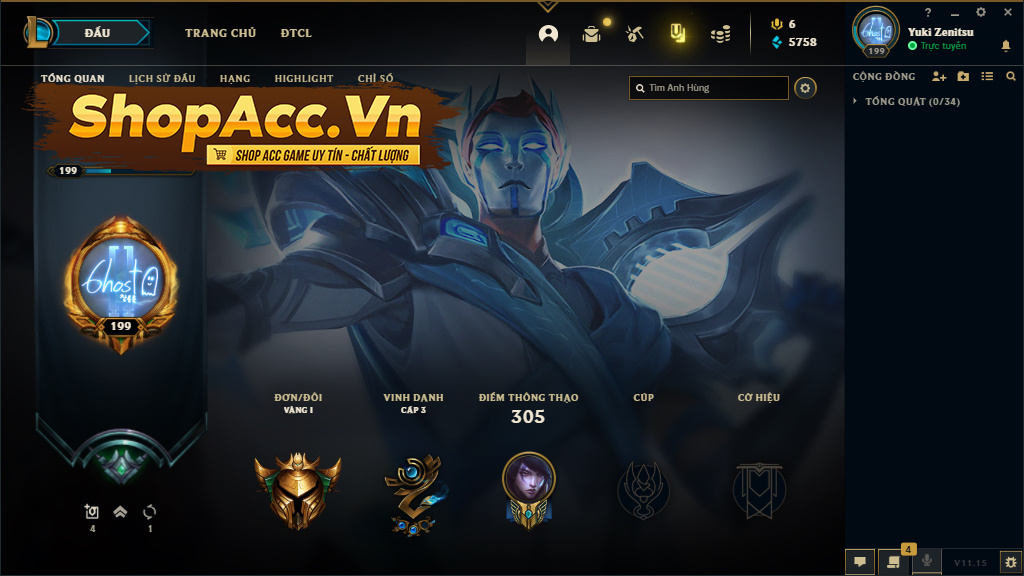 ĐẤU
TRANG CHỦ
ĐTCL
6
5758
199
Yuki Zenitsu
Trực tuyến
TỔNG QUAN
LỊCH SỬ ĐẤU
HẠNG
HIGHLIGHT
CHỈ SỐ
Tìm Anh Hùng
CỘNG ĐỒNG
TỔNG QUÁT (0/34)
ShopAcc.Vn
SHOP ACC GAME UY TÍN - CHẤT LƯỢNG
199
Ghost
199
ĐƠN/ĐÔI
VÀNG I
VINH DANH
CẤP 3
ĐIỂM THÔNG THẠO
305
CÚP
CỜ HIỆU
4
1
4
V11.15